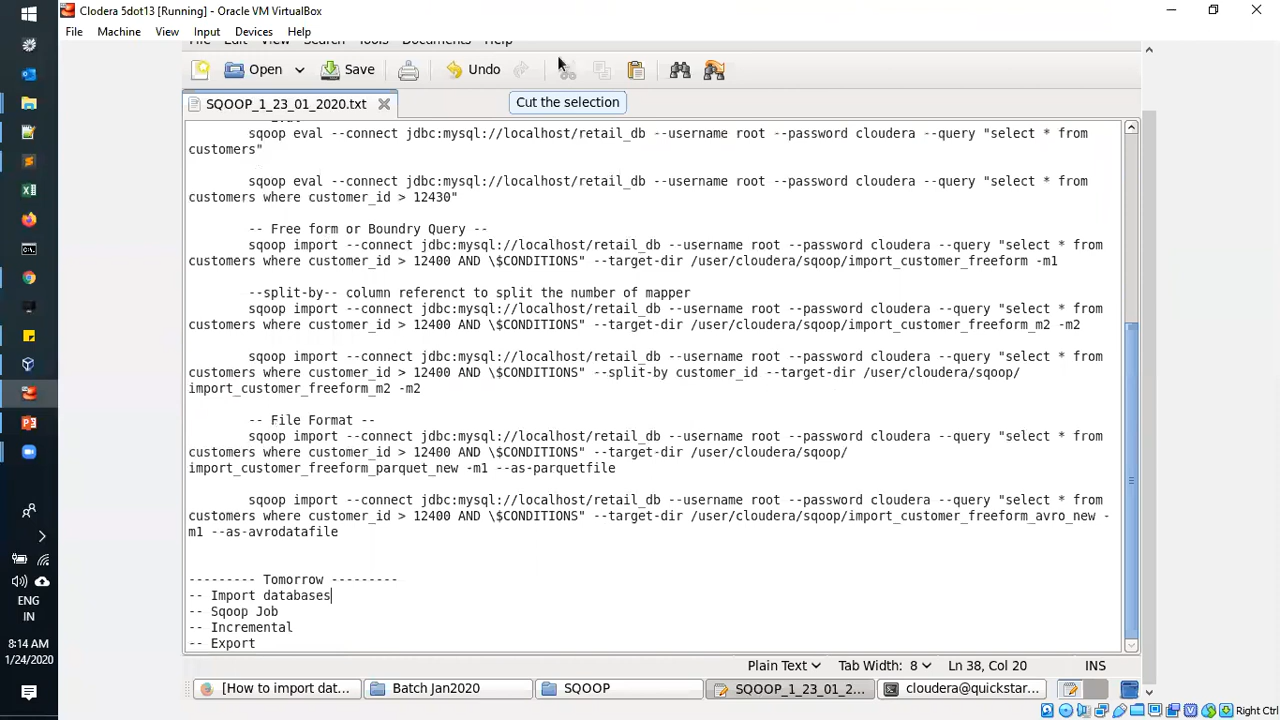 Clodera 5dot13 [Running] - Oracle VM VirtualBox
File Machine View Input Devices Help
File Edit View Search Tools Documents Help
Open Save Undo
SQOOP_1_23_01_2020.txt
Cut the selection
sqoop eval --connect jdbc:mysql://localhost/retail_db --username root --password cloudera --query "select * from
customers"
sqoop eval --connect jdbc:mysql://localhost/retail_db --username root --password cloudera --query "select * from
customers where customer_id > 12430"
-- Free form or Boundry Query --
sqoop import --connect jdbc:mysql://localhost/retail_db --username root --password cloudera --query "select * from
customers where customer_id > 12400 AND \$CONDITIONS" --target-dir /user/cloudera/sqoop/import_customer_freeform -m1
--split-by-- column referenct to split the number of mapper
sqoop import --connect jdbc:mysql://localhost/retail_db --username root --password cloudera --query "select * from
customers where customer_id > 12400 AND \$CONDITIONS" --target-dir /user/cloudera/sqoop/import_customer_freeform_m2 -m2
sqoop import --connect jdbc:mysql://localhost/retail_db --username root --password cloudera --query "select * from
customers where customer_id > 12400 AND \$CONDITIONS" --split-by customer_id --target-dir /user/cloudera/sqoop/
import_customer_freeform_m2 -m2
-- File Format --
sqoop import --connect jdbc:mysql://localhost/retail_db --username root --password cloudera --query "select * from
customers where customer_id > 12400 AND \$CONDITIONS" --target-dir /user/cloudera/sqoop/
import_customer_freeform_parquet_new -m1 --as-parquetfile
sqoop import --connect jdbc:mysql://localhost/retail_db --username root --password cloudera --query "select * from
customers where customer_id > 12400 AND \$CONDITIONS" --target-dir /user/cloudera/sqoop/import_customer_freeform_avro_new -
m1 --as-avrodatafile
--------- Tomorrow ---------
-- Import databases
-- Sqoop Job
-- Incremental
-- Export
Plain Text Tab Width: 8 Ln 38, Col 20 INS
[How to import dat... Batch Jan2020 SQOOP SQOOP_1_23_01_2... cloudera@quickstar...
Right Ctrl
ENG
IN
8:14 AM
1/24/2020